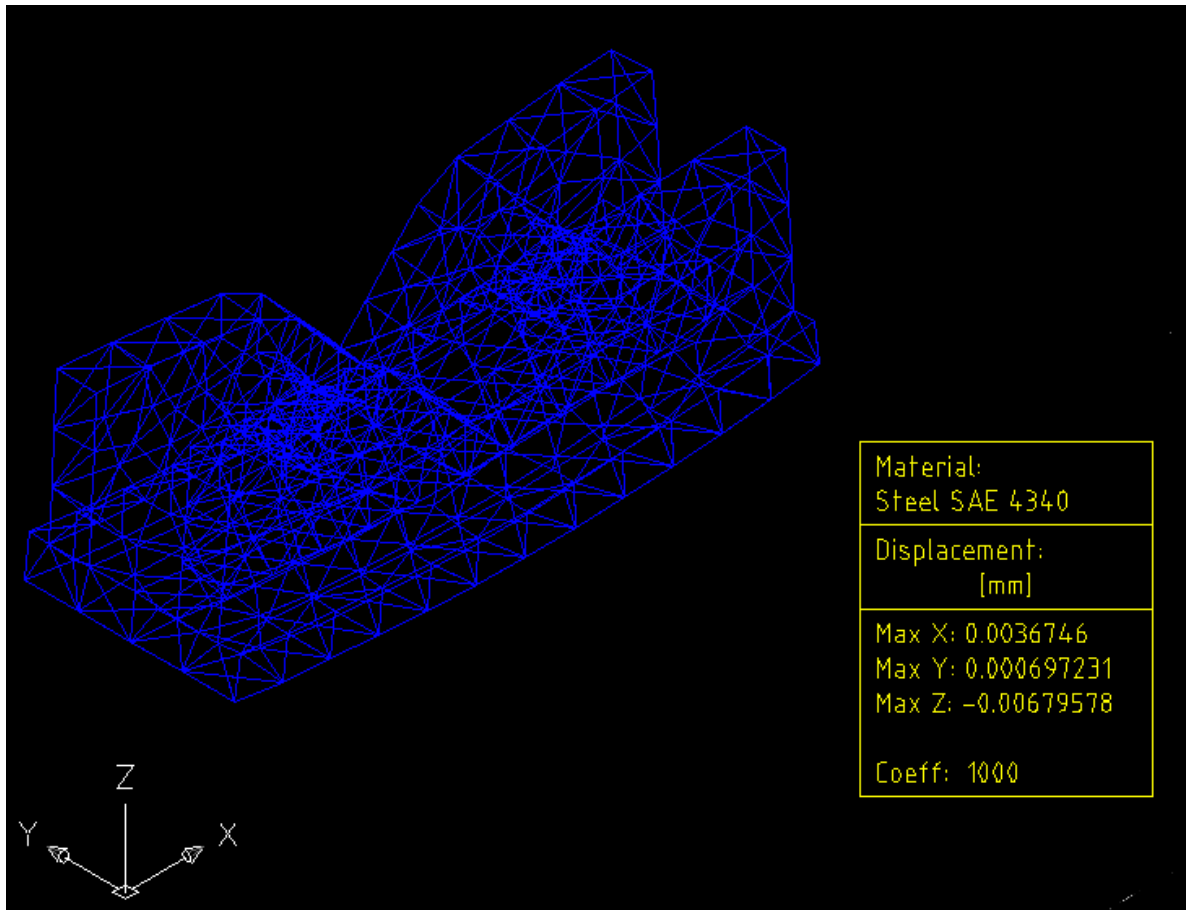 Material:
Steel SAE 4340
Displacement:
[mm]
Max X: 0.0036746
Max Y: 0.000697231
Max Z: -0.00679578
Coeff: 1000
Z
Y
X